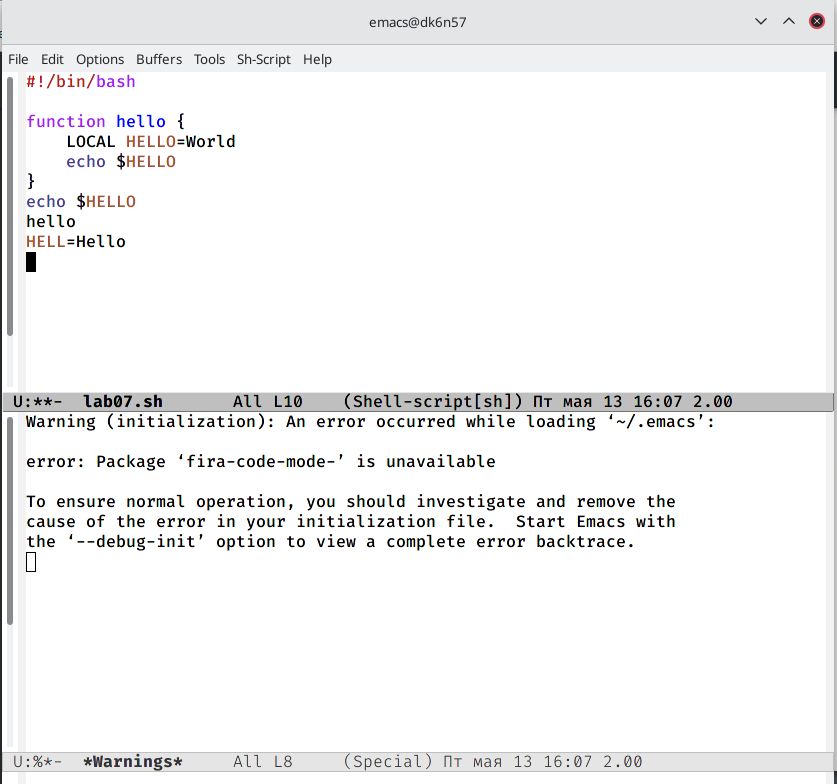 emacs@dk6n57
File Edit Options Buffers Tools Sh-Script Help
#!/bin/bash
function hello {
    LOCAL HELLO=World
    echo $HELLO
}
echo $HELLO
hello
HELL=Hello
U:**-  lab07.sh       All L10    (Shell-script[sh]) Пт мая 13 16:07 2.00
Warning (initialization): An error occurred while loading ‘~/.emacs’:
error: Package ‘fira-code-mode-’ is unavailable
To ensure normal operation, you should investigate and remove the
cause of the error in your initialization file.  Start Emacs with
the ‘--debug-init’ option to view a complete error backtrace.
U:%*-  *Warnings*     All L8     (Special) Пт мая 13 16:07 2.00